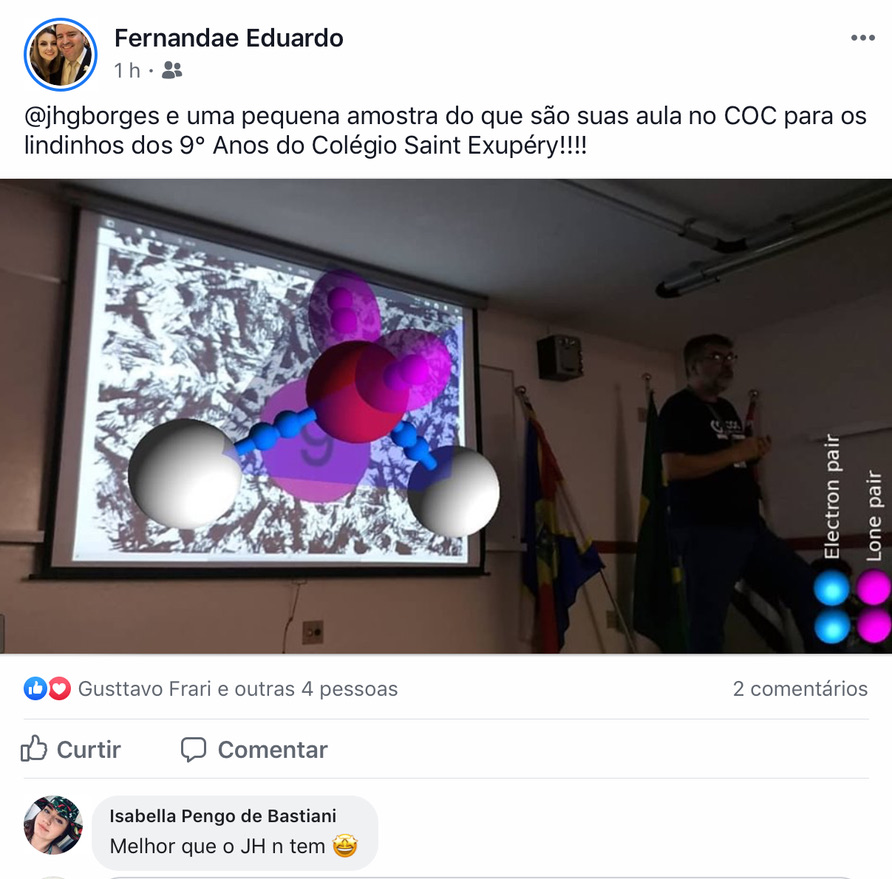 Fernandae Eduardo
1 h ·
@jhgborges e uma pequena amostra do que são suas aula no COC para os
lindinhos dos 9º Anos do Colégio Saint Exupéry!!!!
9
Electron pair
Lone pair
Gusttavo Frari e outras 4 pessoas
2 comentários
Curtir
Comentar
Isabella Pengo de Bastiani
Melhor que o JH n tem 🤩